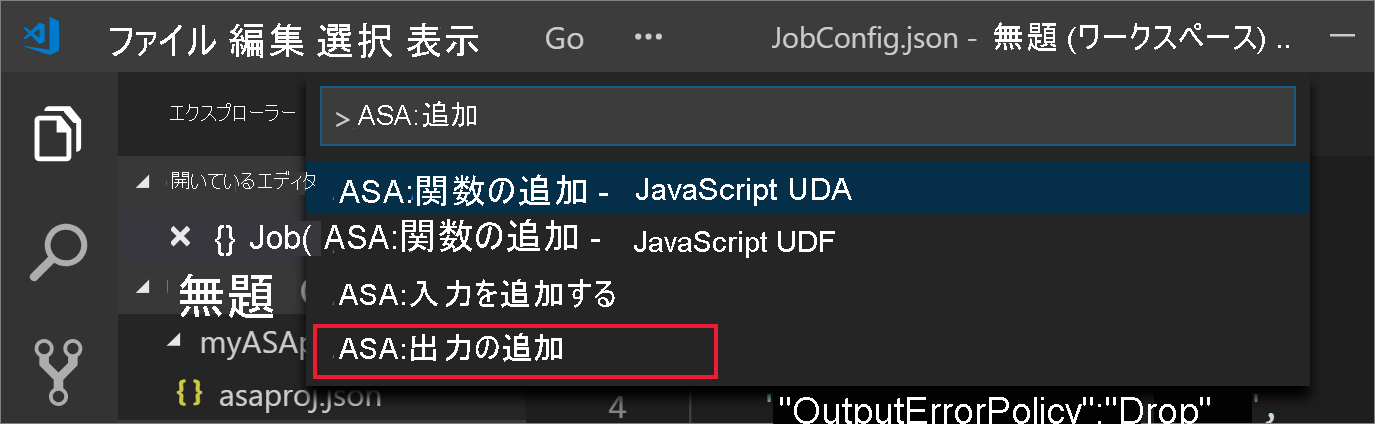 ファイル 編集 選択 表示 Go ··· JobConfig.json - 無題 (ワークスペース) ..
エクスプローラー
> ASA:追加
開いているエディタ
ASA:関数の追加 - JavaScript UDA
{} Job(
ASA:関数の追加 - JavaScript UDF
無題
ASA:入力を追加する
myASAp
ASA:出力の追加
{} asaproj.json
4
"OutputErrorPolicy":"Drop" ,